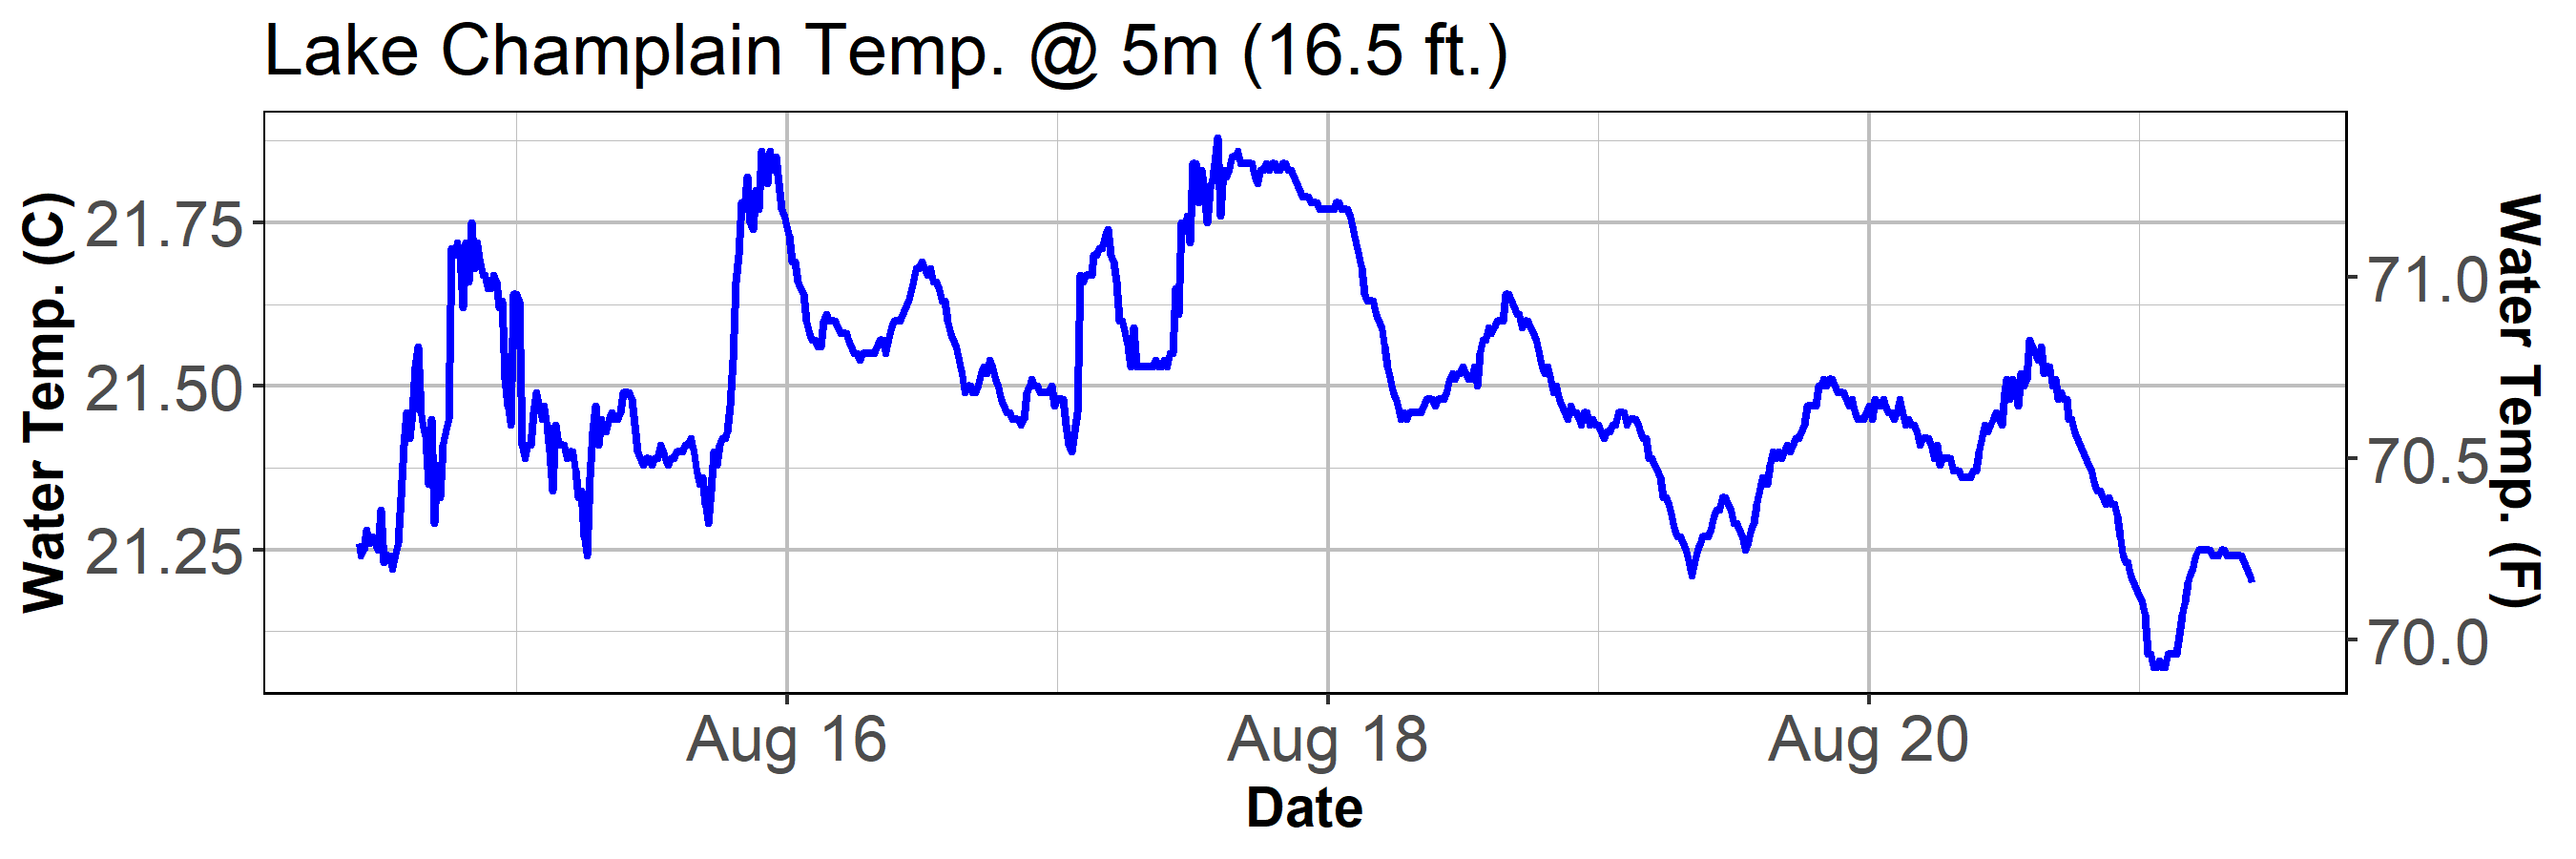 Lake Champlain Temp. @ 5m (16.5 ft.)
Water Temp. (C)
21.75
21.50
21.25
71.0
70.5
70.0
Water Temp. (F)
Aug 16
Aug 18
Aug 20
Date